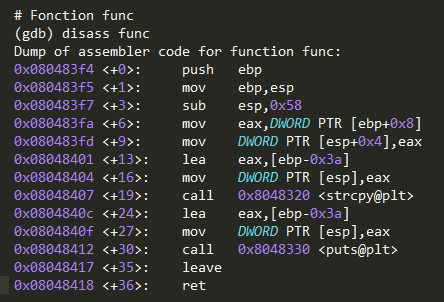 # Fonction func
(gdb) disass func
Dump of assembler code for function func:
0x080483f4 <+0>: push ebp
0x080483f5 <+1>: mov ebp,esp
0x080483f7 <+3>: sub esp,0x58
0x080483fa <+6>: mov eax,DWORD PTR [ebp+0x8]
0x080483fd <+9>: mov DWORD PTR [esp+0x4],eax
0x08048401 <+13>: lea eax,[ebp-0x3a]
0x08048404 <+16>: mov DWORD PTR [esp],eax
0x08048407 <+19>: call 0x8048320 <strcpy@plt>
0x0804840c <+24>: lea eax,[ebp-0x3a]
0x0804840f <+27>: mov DWORD PTR [esp],eax
0x08048412 <+30>: call 0x8048330 <puts@plt>
0x08048417 <+35>: leave
0x08048418 <+36>: ret